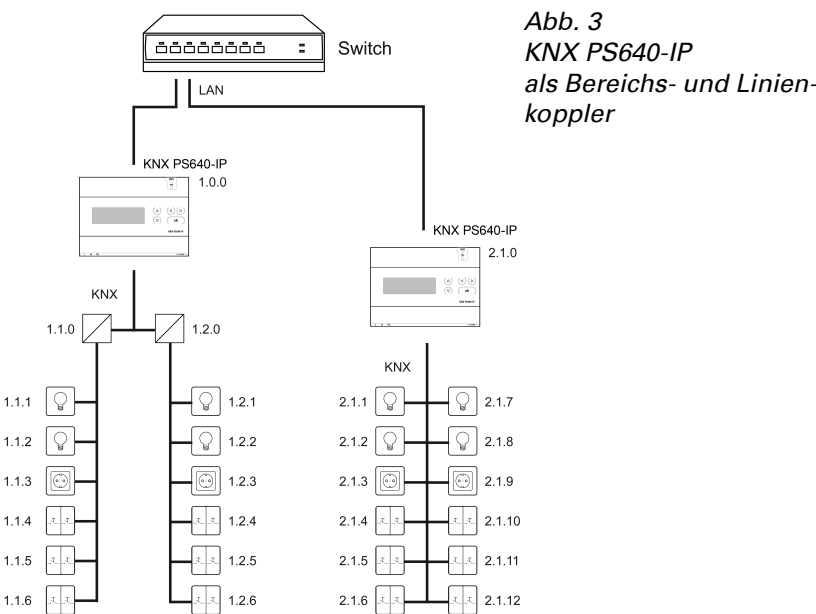 Abb. 3
KNX PS640-IP
als Bereichs- und Linien-
koppler
Switch
LAN
KNX PS640-IP
1.0.0
KNX PS640-IP
2.1.0
KNX
1.1.0
1.2.0
KNX
1.1.1
1.2.1
2.1.1
2.1.7
1.1.2
1.2.2
2.1.2
2.1.8
1.1.3
1.2.3
2.1.3
2.1.9
1.1.4
1.2.4
2.1.4
2.1.10
1.1.5
1.2.5
2.1.5
2.1.11
1.1.6
1.2.6
2.1.6
2.1.12